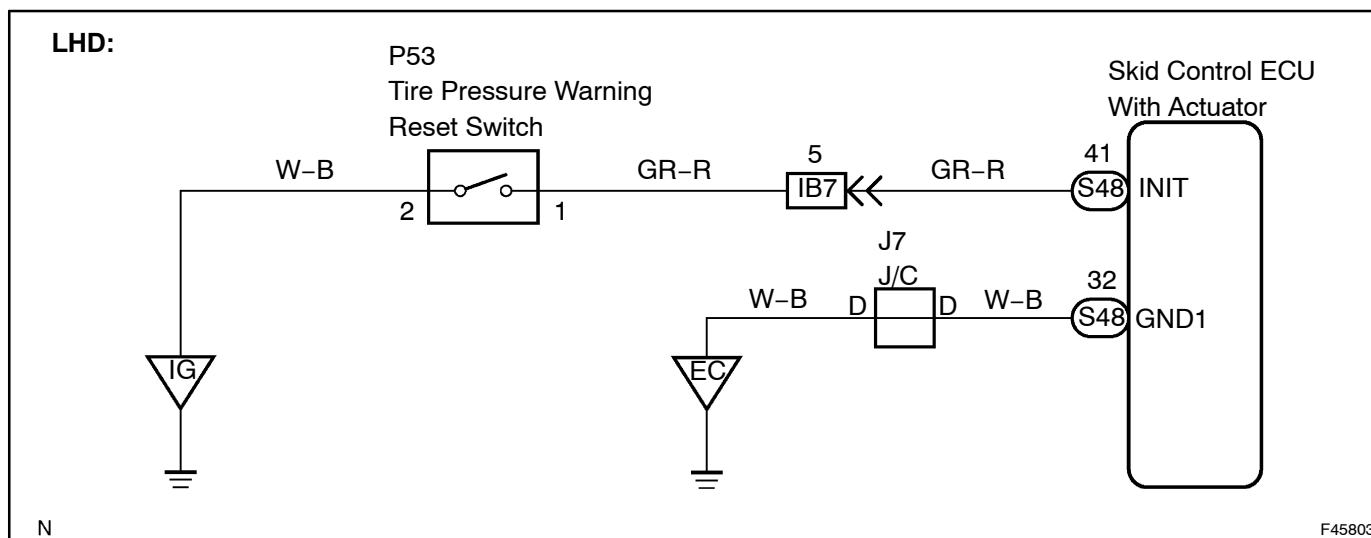 LHD:
P53
Tire Pressure Warning
Reset Switch
Skid Control ECU
With Actuator
W–B
2
1
GR–R
5
IB7
GR–R
41
S48
INIT
J7
J/C
W–B
D
D
W–B
32
S48
GND1
IG
EC
N
F45803